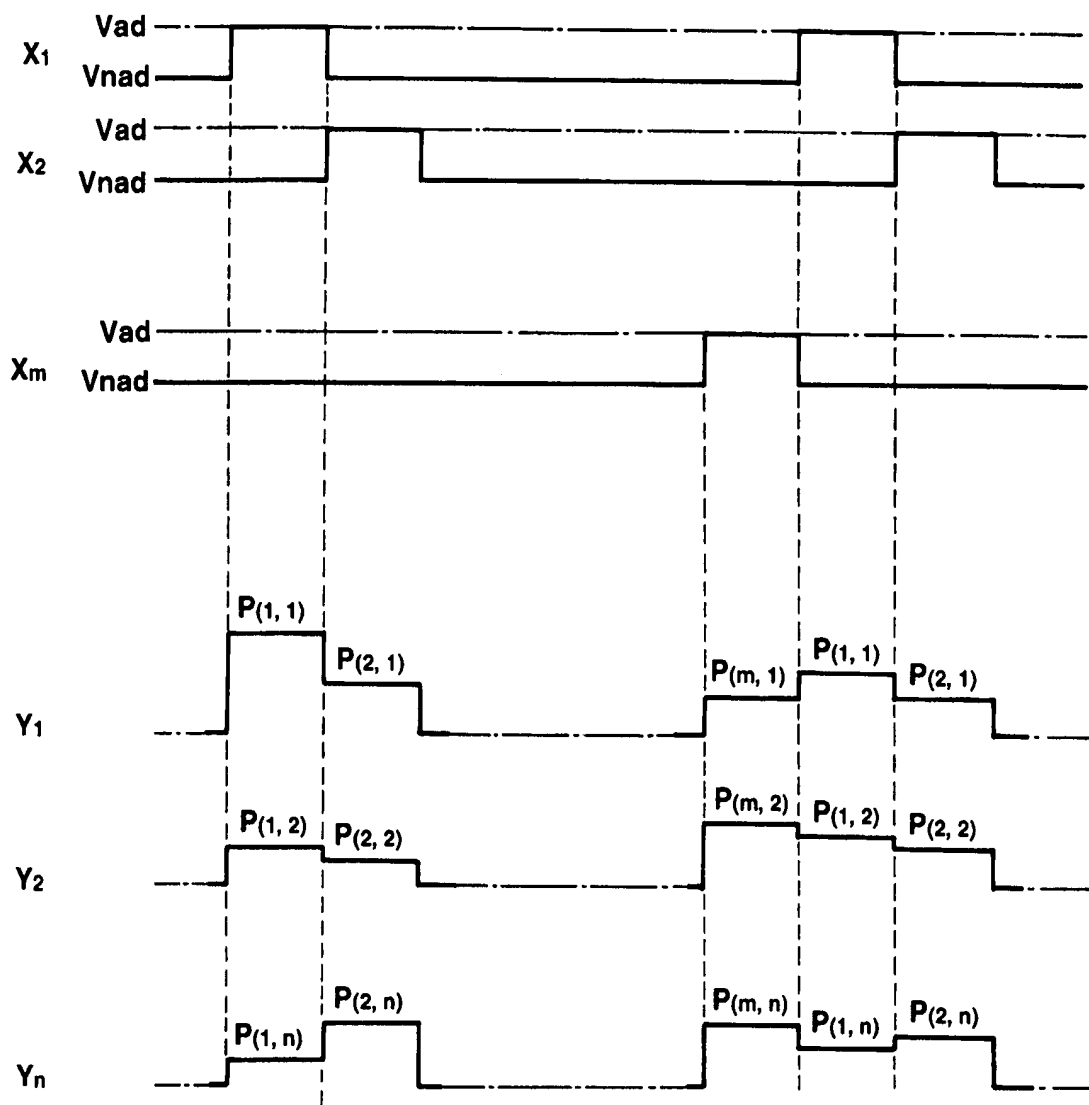 Vad
X1
Vnad
Vad
X2
Vnad
Vad
Xm
Vnad
P(1, 1)
P(2, 1)
P(m, 1)
P(1, 1)
P(2, 1)
Y1
P(1, 2)
P(2, 2)
P(m, 2)
P(1, 2)
P(2, 2)
Y2
P(1, n)
P(2, n)
P(m, n)
P(1, n)
P(2, n)
Yn